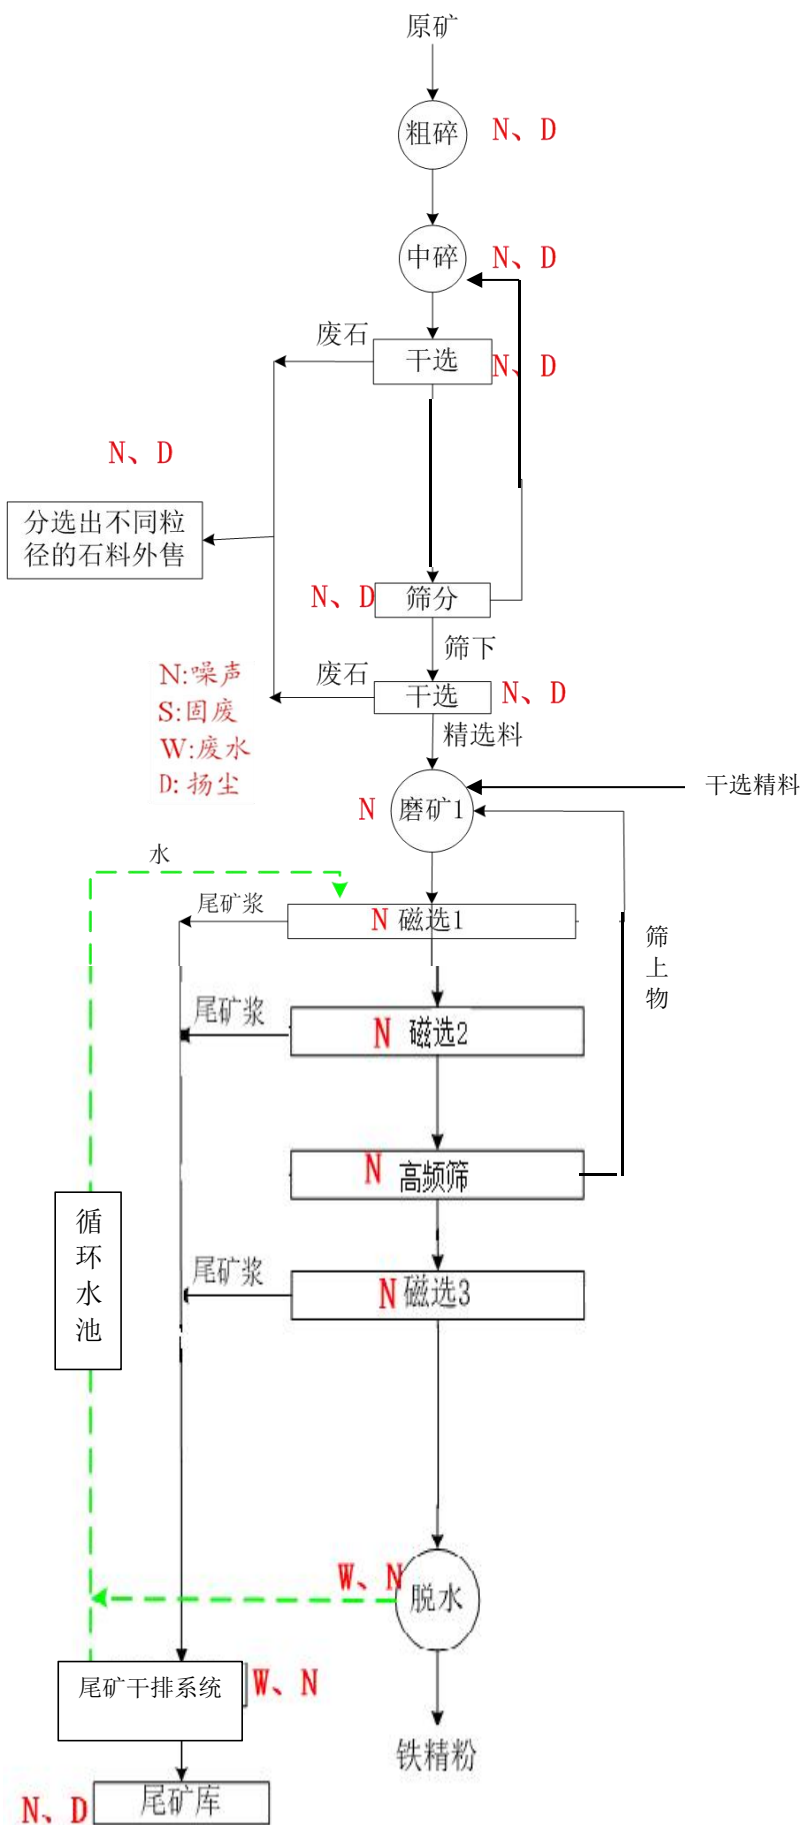 原矿
粗碎
N、D
中碎
N、D
废石
干选
N、D
N、D
分选出不同粒
径的石料外售
N、D
筛分
筛下
废石
干选
N、D
N:噪声
S:固废
W:废水
D:扬尘
精选料
干选精料
N
磨矿1
水
尾矿浆
N
磁选1
筛
上
物
尾矿浆
N
磁选2
N
高频筛
循
环
水
池
尾矿浆
N
磁选3
W、N
脱水
尾矿干排系统
W、N
铁精粉
N、D
尾矿库